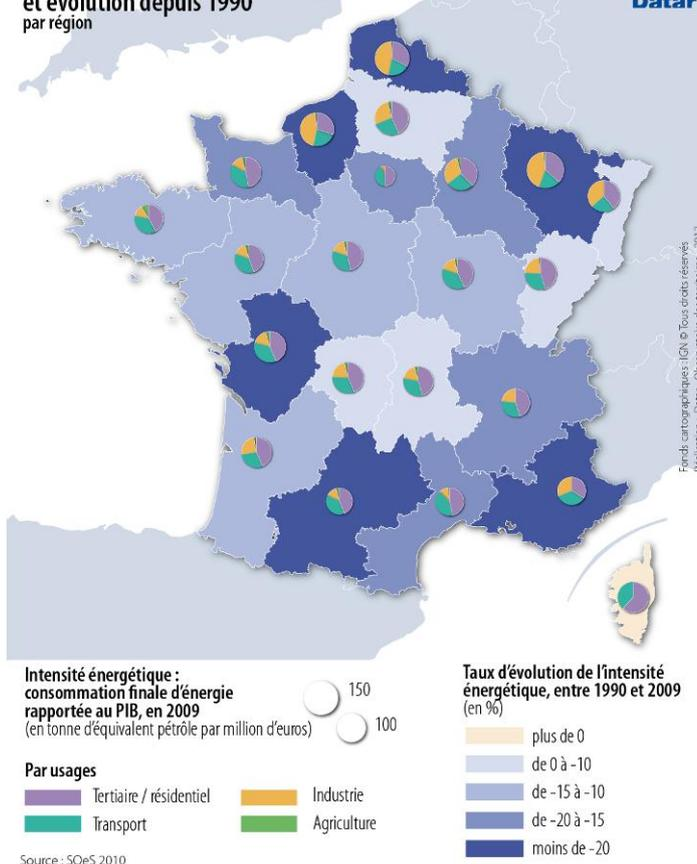 et évolution depuis 1990
par région
Datar
Fonds cartographiques : IGN © Tous droits réservés
Intensité énergétique :
consommation finale d'énergie
rapportée au PIB, en 2009
(en tonne d'équivalent pétrôle par million d'euros)
150
100
Par usages
Tertiaire / résidentiel
Industrie
Transport
Agriculture
Source : SOeS 2010
Taux d'évolution de l'intensité
énergétique, entre 1990 et 2009
(en %)
plus de 0
de 0 à -10
de -15 à -10
de -20 à -15
moins de -20